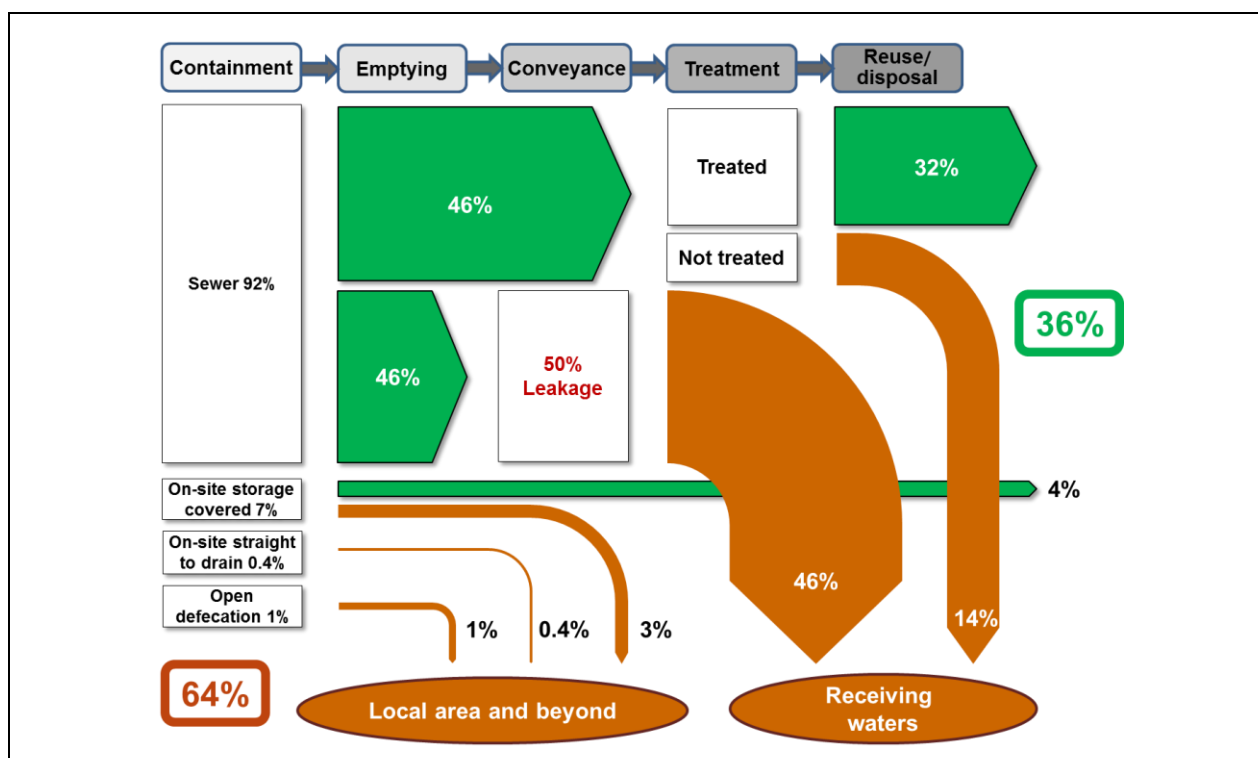 Containment
Emptying
Conveyance
Treatment
Reuse/
disposal
Sewer 92%
46%
Treated
32%
Not treated
36%
46%
50%
Leakage
On-site storage
covered 7%
4%
On-site straight
to drain 0.4%
Open
defecation 1%
1%
0.4%
3%
46%
14%
64%
Local area and beyond
Receiving
waters